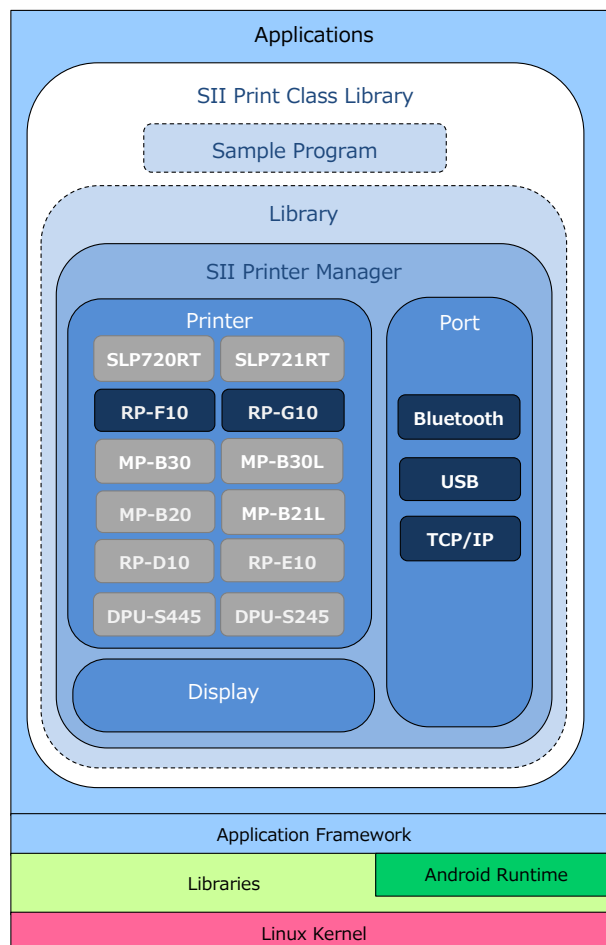 Applications
SII Print Class Library
Sample Program
Library
SII Printer Manager
Printer
SLP720RT SLP721RT
RP-F10 RP-G10
MP-B30 MP-B30L
MP-B20 MP-B21L
RP-D10 RP-E10
DPU-S445 DPU-S245
Port
Bluetooth
USB
TCP/IP
Display
Application Framework
Libraries
Android Runtime
Linux Kernel